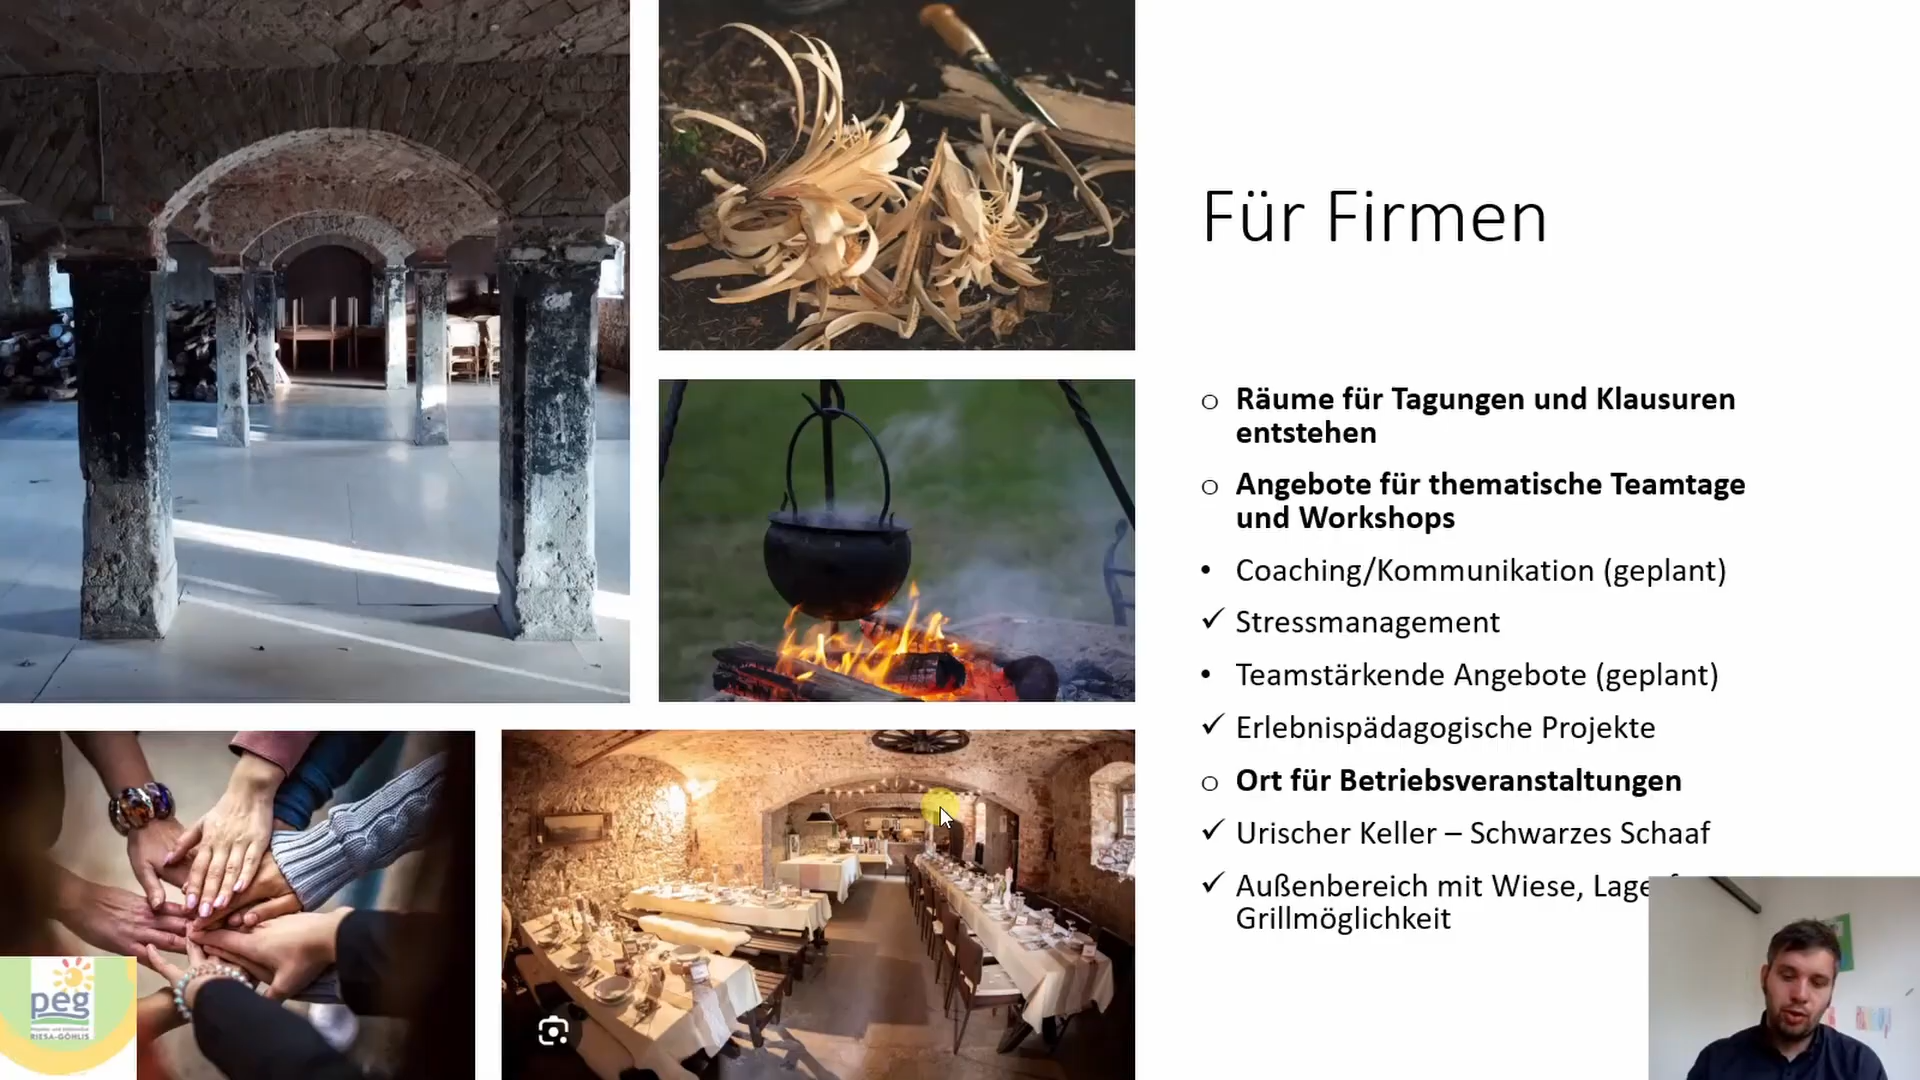 Für Firmen
o Räume für Tagungen und Klausuren
entstehen
o Angebote für thematische Teamtage
und Workshops
• Coaching/Kommunikation (geplant)
✓ Stressmanagement
• Teamstärkende Angebote (geplant)
✓ Erlebnispädagogische Projekte
o Ort für Betriebsveranstaltungen
✓ Urischer Keller – Schwarzes Schaaf
✓ Außenbereich mit Wiese,
Grillmöglichkeit
peg
RIESA-GÖHLIS